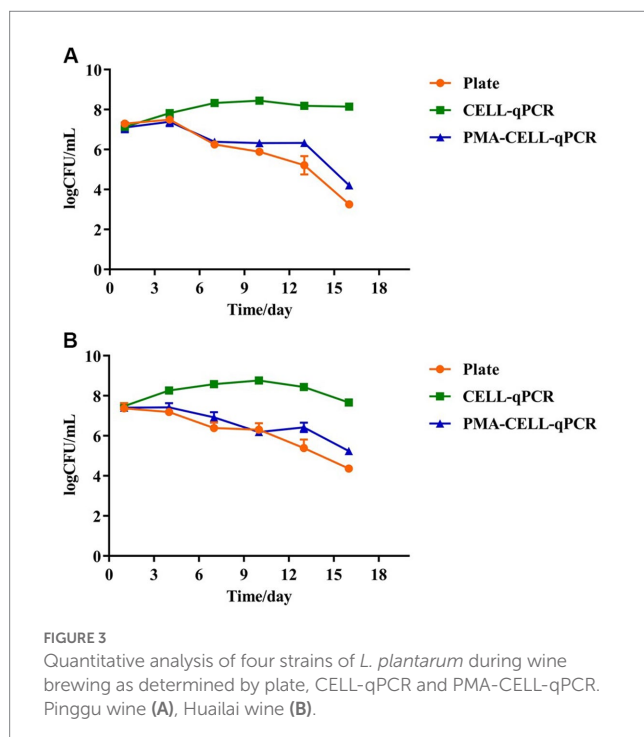 A
10
8
6
4
2
0
logCFU/mL
0 3 6 9 12 15 18
Time/day
Plate
CELL-qPCR
PMA-CELL-qPCR
B
10
8
6
4
2
0
logCFU/mL
0 3 6 9 12 15 18
Time/day
Plate
CELL-qPCR
PMA-CELL-qPCR
FIGURE 3
Quantitative analysis of four strains of L. plantarum during wine
brewing as determined by plate, CELL-qPCR and PMA-CELL-qPCR.
Pinggu wine (A), Huailai wine (B).